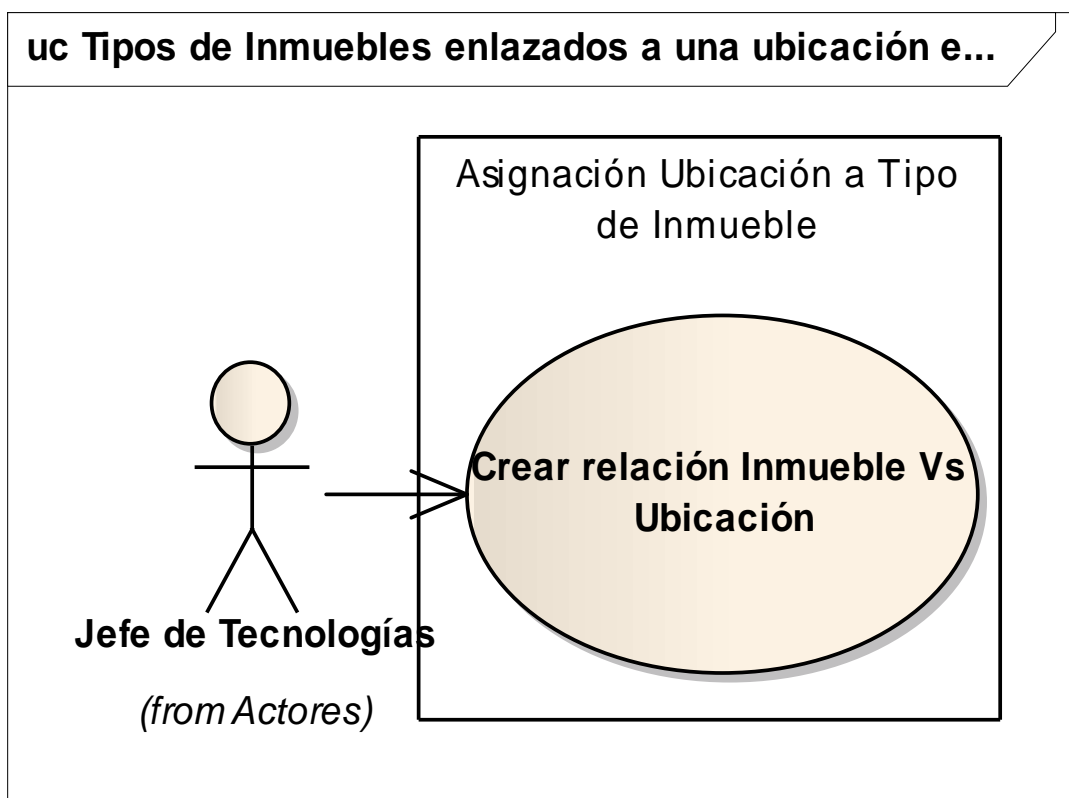 uc Tipos de Inmuebles enlazados a una ubicación e...
Asignación Ubicación a Tipo
de Inmueble
Crear relación Inmueble Vs
Ubicación
Jefe de Tecnologías
(from Actores)